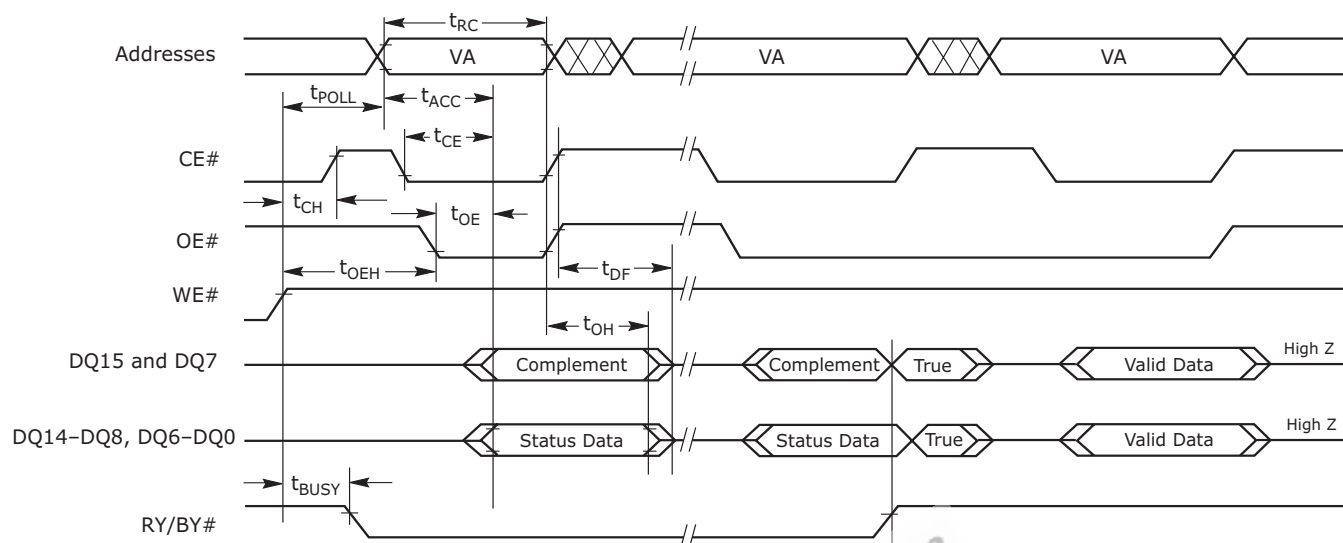 tRC
Addresses VA VA VA
tPOLL tACC
tCE
CE#
tCH tOE
OE#
tOEH tDF
WE#
tOH
DQ15 and DQ7 Complement Complement True Valid Data High Z
DQ14–DQ8, DQ6–DQ0 Status Data Status Data True Valid Data High Z
tBUSY
RY/BY#